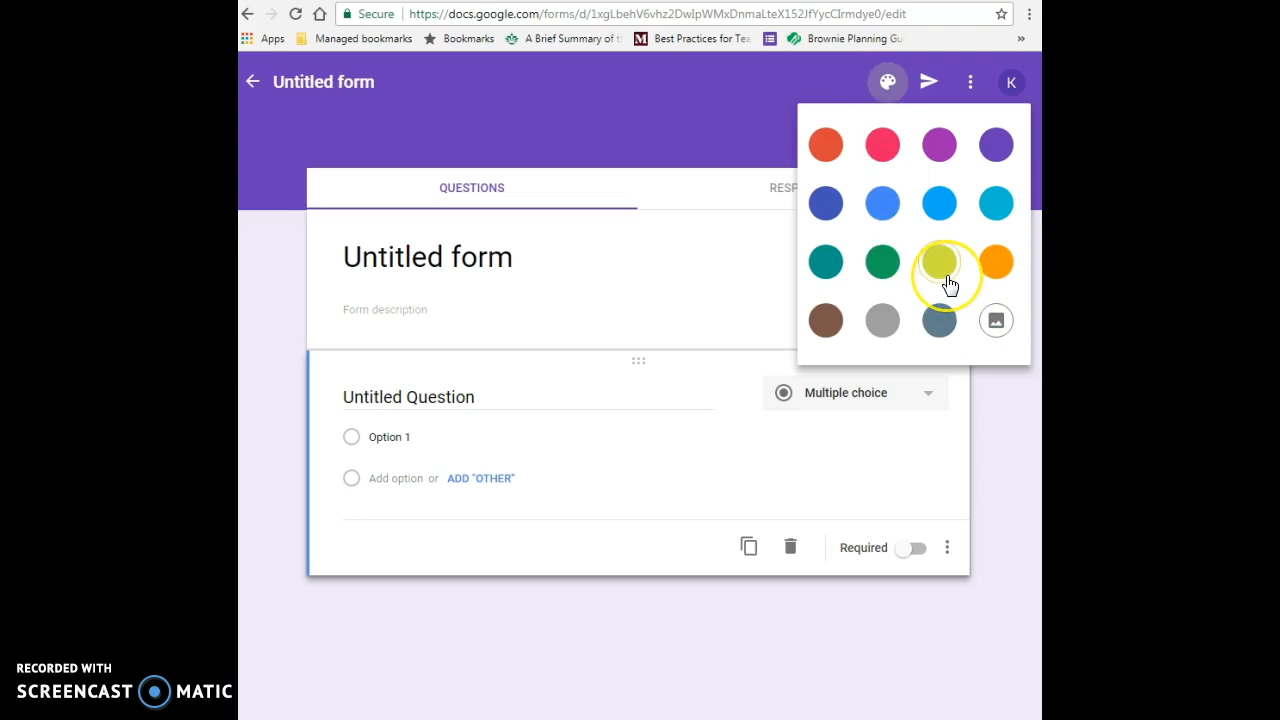 Secure https://docs.google.com/forms/d/1xgLbehV6vhz2DwIpWMxDnmaLteX152JfYycCIrmdye0/edit
Apps Managed bookmarks Bookmarks A Brief Summary of t Best Practices for Tea Brownie Planning Gu »
Untitled form K
QUESTIONS RESP
Untitled form
Form description
Untitled Question Multiple choice
Option 1
Add option or ADD "OTHER"
Required
RECORDED WITH
SCREENCAST MATIC